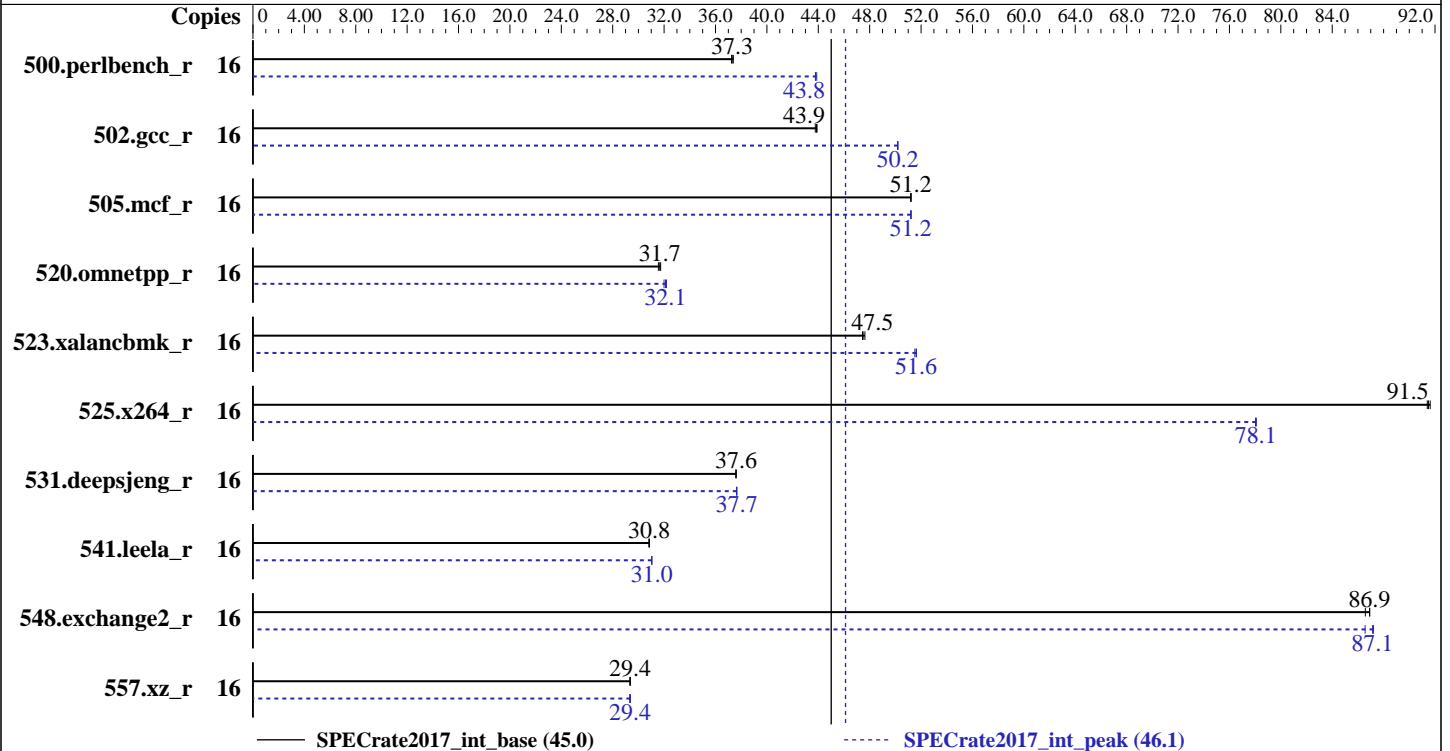 Copies 0 4.00 8.00 12.0 16.0 20.0 24.0 28.0 32.0 36.0 40.0 44.0 48.0 52.0 56.0 60.0 64.0 68.0 72.0 76.0 80.0 84.0 92.0
37.3
500.perlbench_r 16
43.8
43.9
502.gcc_r 16
50.2
51.2
505.mcf_r 16
51.2
31.7
520.omnetpp_r 16
32.1
47.5
523.xalancbmk_r 16
51.6
91.5
525.x264_r 16
78.1
37.6
531.deepsjeng_r 16
37.7
30.8
541.leela_r 16
31.0
86.9
548.exchange2_r 16
87.1
29.4
557.xz_r 16
29.4
SPECrate2017_int_base (45.0) SPECrate2017_int_peak (46.1)